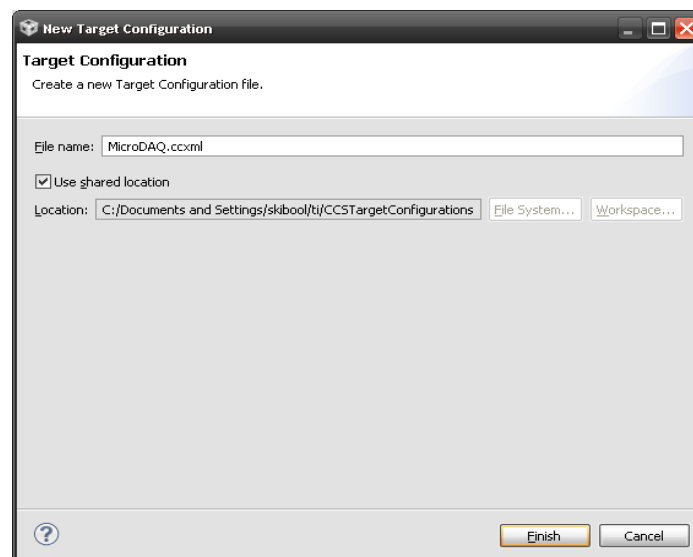 New Target Configuration
Target Configuration
Create a new Target Configuration file.
File name: MicroDAQ.ccxml
Use shared location
Location: C:/Documents and Settings/skibool/ti/CCSTargetConfigurations File System... Workspace...
? Finish Cancel